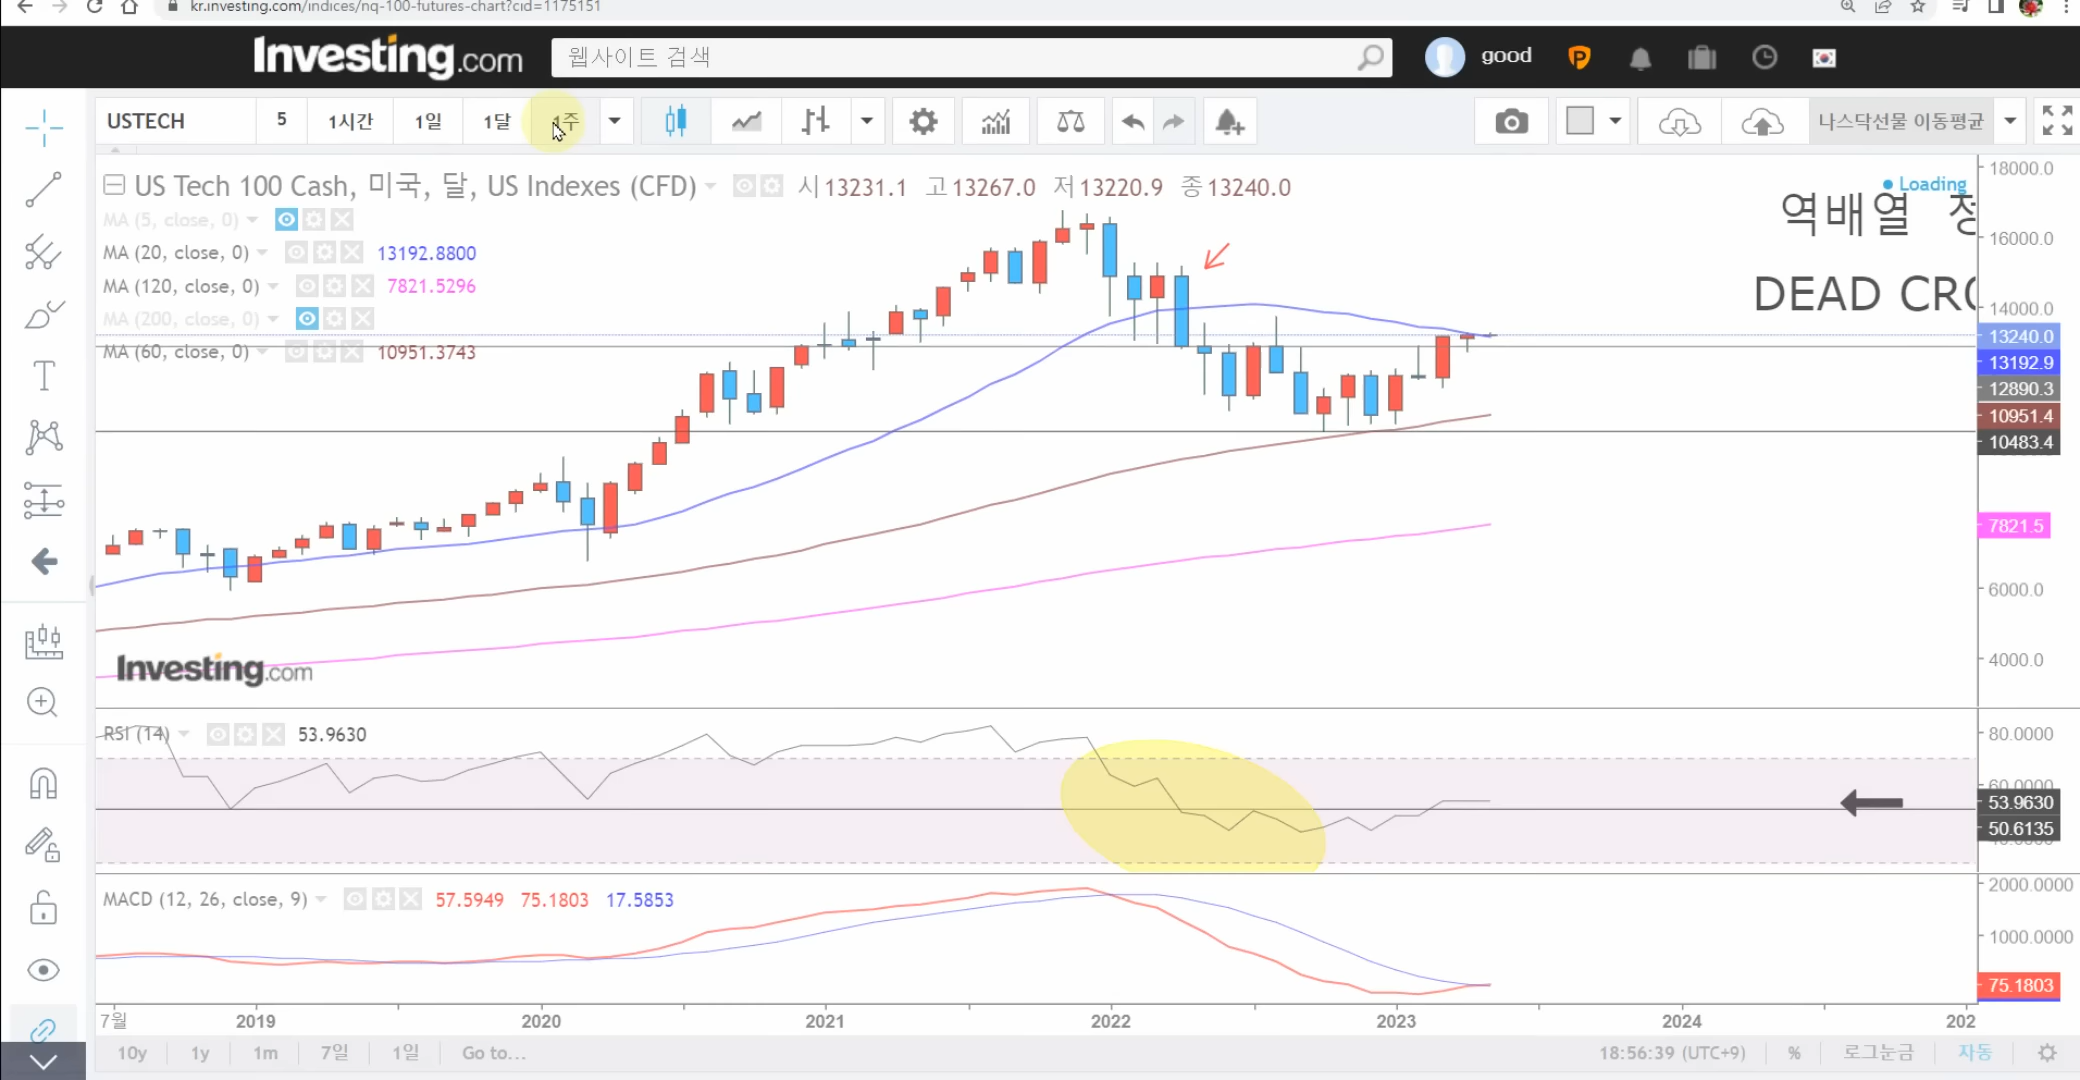 kr.investing.com/indices/nq-100-futures-chart?cid=1175151
Investing.com
웹사이트 검색
good
USTECH 5 1시간 1일 1달 1주
나스닥선물 이동평균
US Tech 100 Cash, 미국, 달, US Indexes (CFD) 시 13231.1 고 13267.0 저 13220.9 종 13240.0
Loading
MA (5, close, 0)
MA (20, close, 0) 13192.8800
MA (120, close, 0) 7821.5296
MA (200, close, 0)
MA (60, close, 0) 10951.3743
역배열
DEAD CRO
18000.0
16000.0
14000.0
13240.0
13192.9
12890.3
10951.4
10483.4
7821.5
6000.0
4000.0
Investing.com
RSI (14) 53.9630
80.0000
60.0000
53.9630
50.6135
MACD (12, 26, close, 9) 57.5949 75.1803 17.5853
2000.0000
1000.0000
75.1803
7월 2019 2020 2021 2022 2023 2024 202
10y 1y 1m 7일 1일 Go to...
18:56:39 (UTC+9) % 로그눈금 자동